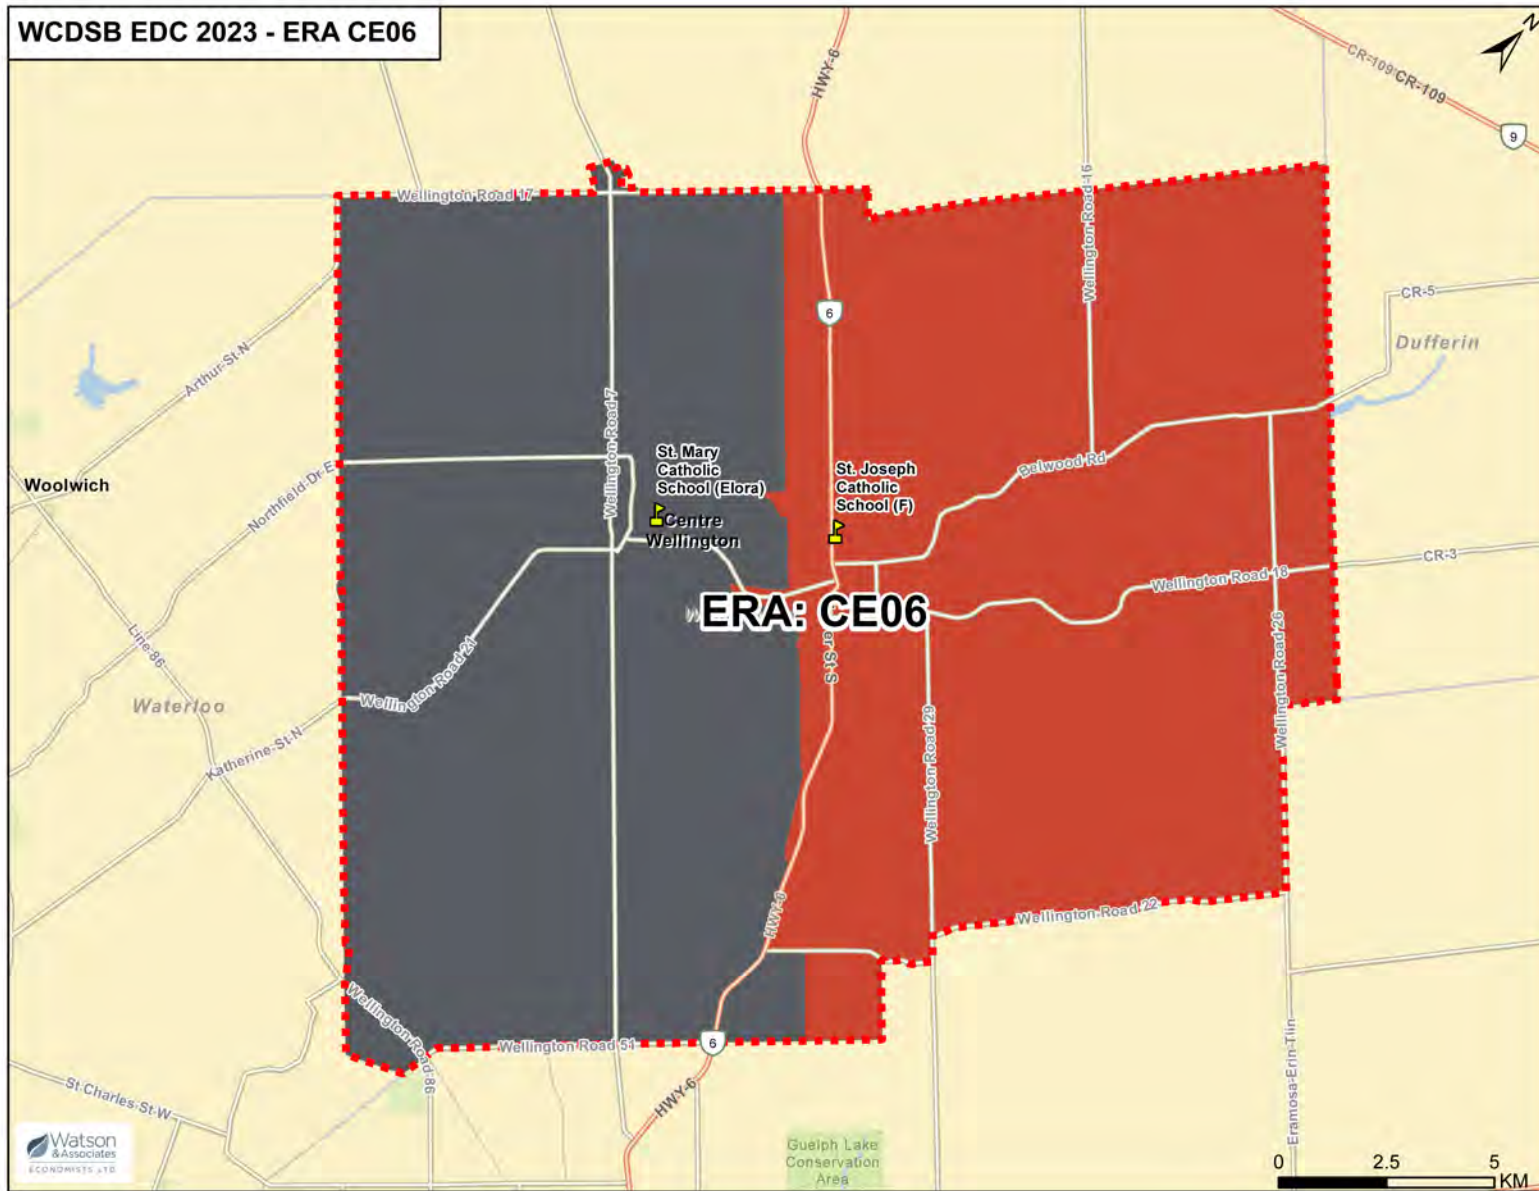 WCDSB EDC 2023 - ERA CE06
N
HWY-6
CR-109
CR-109
9
Wellington Road 17
Wellington Road 16
6
CR-5
Dufferin
Arthur St N
Wellington Road 7
St. Mary
Catholic
School (Elora)
St. Joseph
Catholic
School (F)
Belwood Rd
Woolwich
Northfield Dr E
Centre
Wellington
CR-3
Wellington Road 18
ERA: CE06
Line 86
Wellington Road 21
er St S
Wellington Road 26
Waterloo
Katherine St N
Wellington Road 29
HWY-6
Wellington Road 22
Wellington Road 86
Wellington Road 51
6
Eramosa-Erin Tlin
St Charles St W
HWY-6
Watson
& Associates
ECONOMISTS LTD
Guelph Lake
Conservation
Area
0 2.5 5
KM